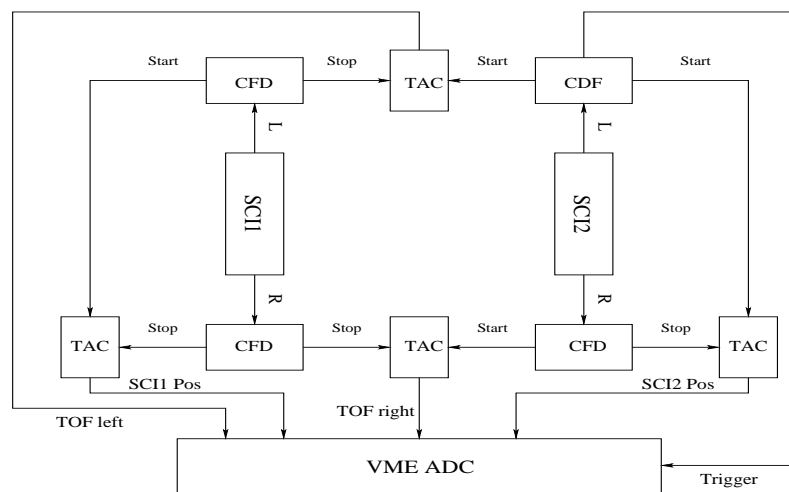 Start
CFD
Stop
TAC
Start
CDF
Start
L
L
SCI1
SCI2
R
R
TAC
Stop
CFD
Stop
TAC
Start
CFD
Stop
TAC
SCI1 Pos
SCI2 Pos
TOF left
TOF right
VME ADC
Trigger